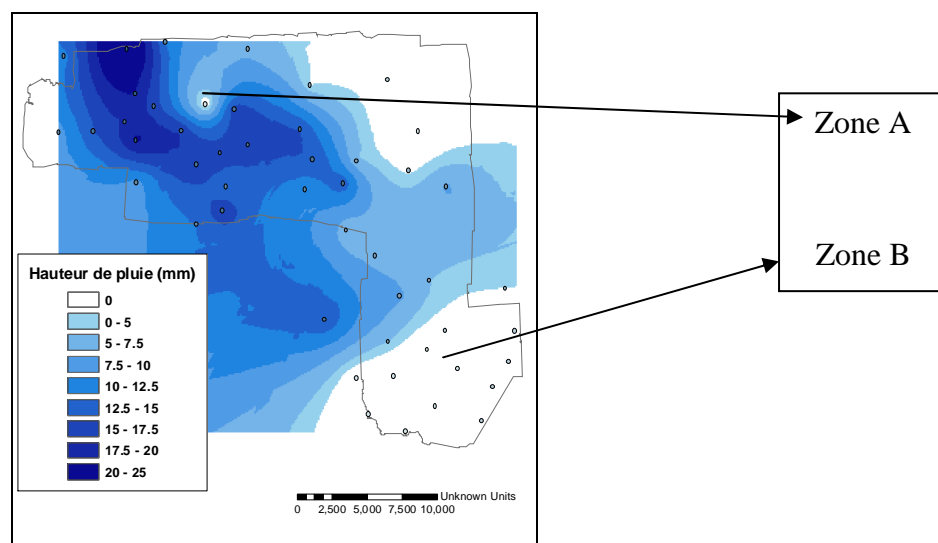 Zone A
Zone B
Hauteur de pluie (mm)
0
0 - 5
5 - 7.5
7.5 - 10
10 - 12.5
12.5 - 15
15 - 17.5
17.5 - 20
20 - 25
Unknown Units
0 2,500 5,000 7,500 10,000